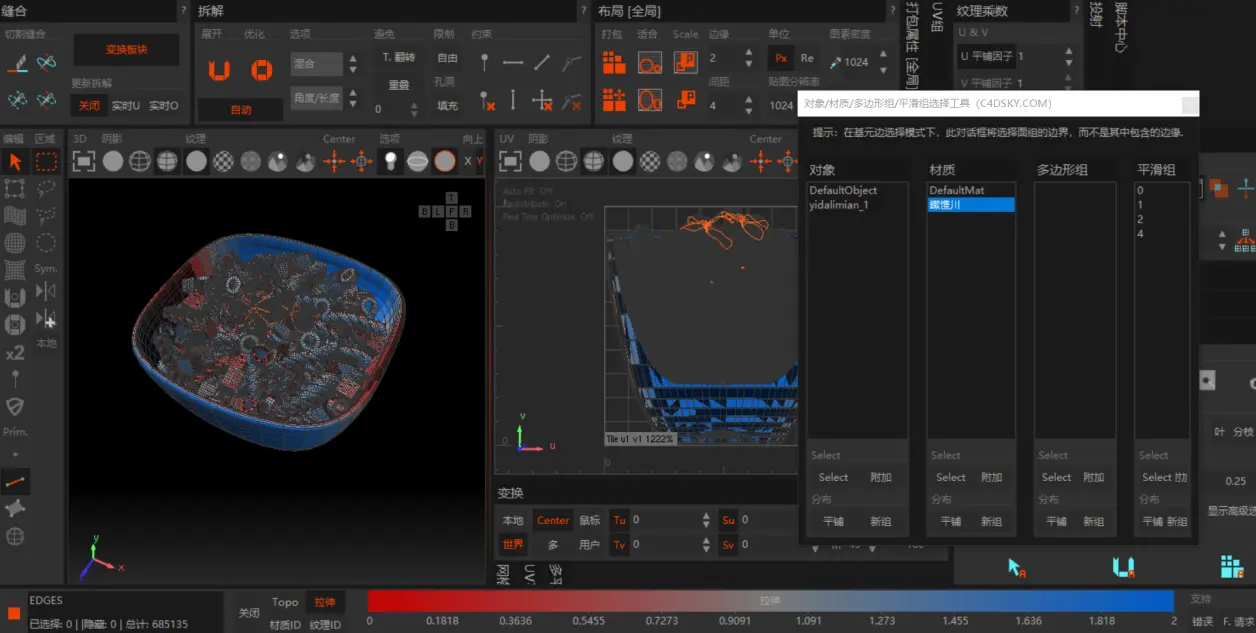 缝合 ?
拆解 ?
布局 [全局] ?
打包属性 [全局]
UV组
纹理乘数 ?
投射
脚本中心
切割缝合
变换板块
更新拆解
关闭 实时U 实时O
展开 优化 选项 避免 限制 约束
混合
T. 翻转
自由
重叠
孔洞
自动
角度/长度
0
填充
打包 适合 Scale 边缘 单位 图素密度
2
Px Re 1024
间距
贴图分辨率
4
1024
U & V
U 平铺因子 1
V 平铺因子 1
对象/材质/多边形组/平滑组选择工具 (C4DSKY.COM)
提示：在基元边选择模式下，此对话框将选择面组的边界，而不是其中包含的边缘.
对象 材质 多边形组 平滑组
DefaultObject
yidalimian_1
DefaultMat
0
1
2
4
Select Select Select Select
Select 附加 Select 附加 Select 附加 Select
分布 分布 分布 分布
平铺 新组 平铺 新组 平铺 新组 平铺 新组
编辑 区域
3D 阴影 纹理 Center 选项 向上
X Y
UV 阴影 纹理 Center
Auto Fit: Off
Redistribute: On
Real Time Optimize: Off
T
B L F R
B
Sym.
本地
x2
Prim.
Tile u1 v1 1222%
0
0
V
U
Y
X
变换
本地 Center 鼠标 Tu 0 Su 0
世界 多 用户 Tv 0 Sv 0
UV
叶 分枝
0.25
EDGES
已选择: 0 | 隐藏: 0 | 总计: 685135
关闭
Topo 拉伸
材质ID 纹理ID
拉伸
0 0.1818 0.3636 0.5455 0.7273 0.9091 1.091 1.273 1.455 1.636 1.818 2
支持
错误 F. 请求